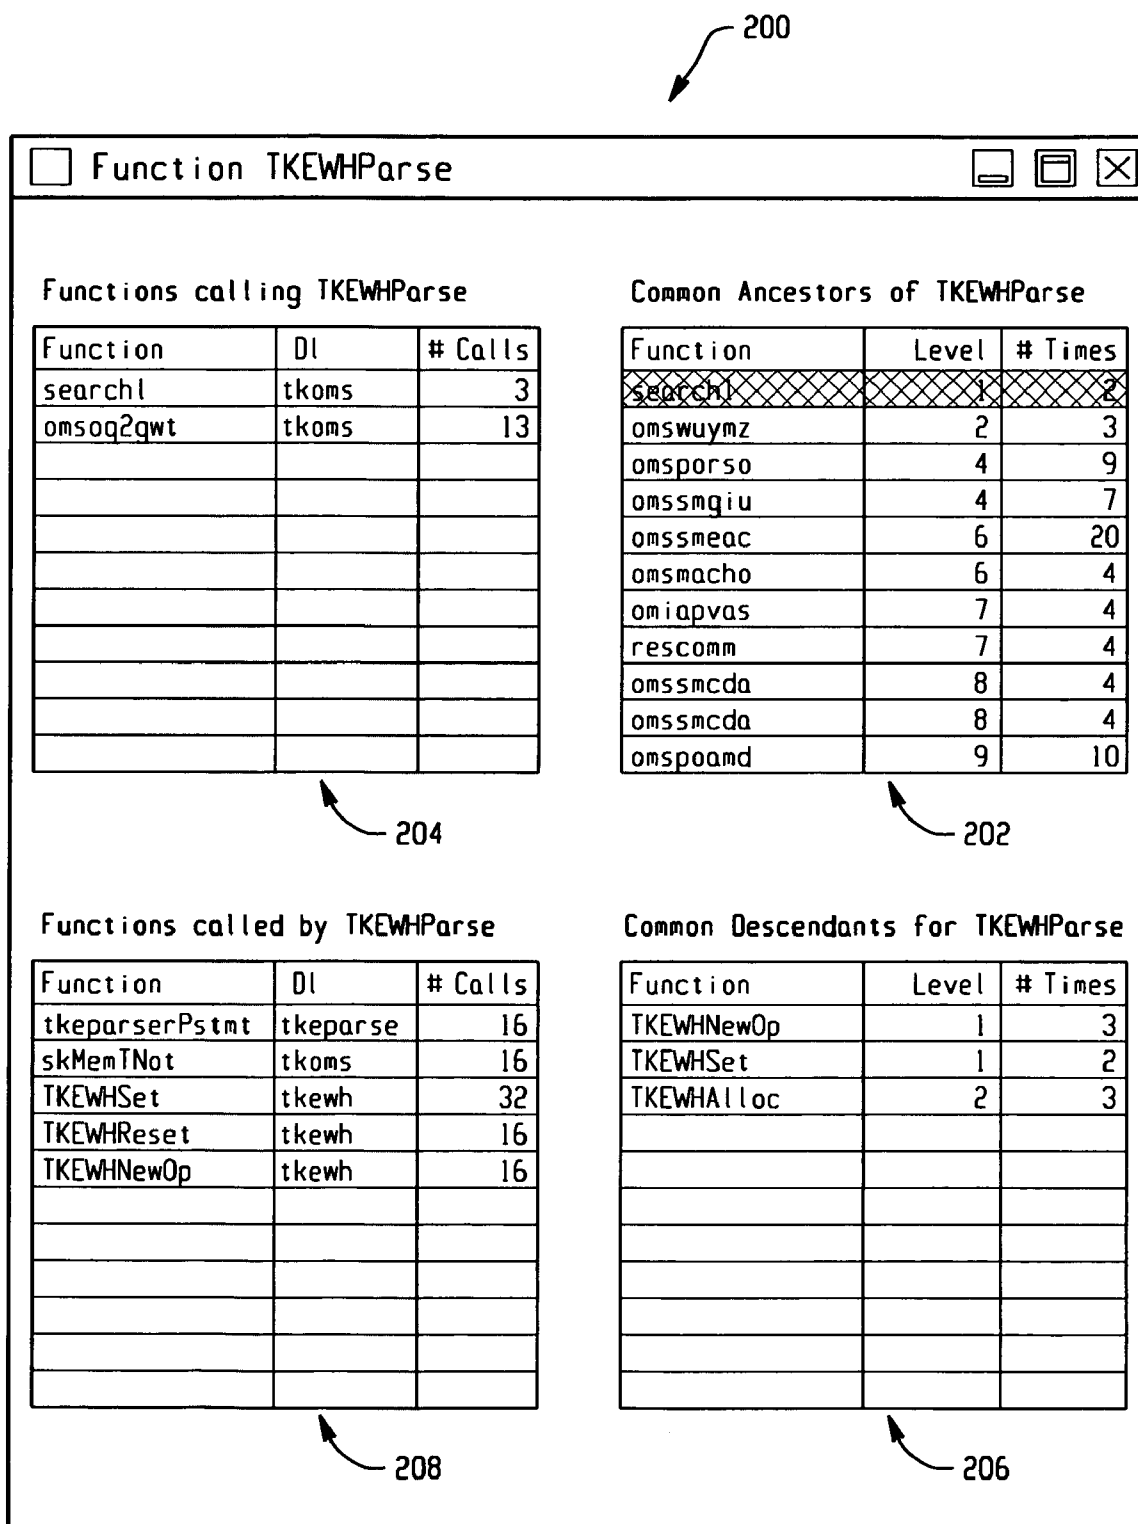 200
Function TKEWHParse
Functions calling TKEWHParse
Function Dl # Calls
searchl tkoms 3
omsoq2qwt tkoms 13
204
Common Ancestors of TKEWHParse
Function Level # Times
searchl 1 2
omswuymz 2 3
omsporso 4 9
omssmgiu 4 7
omssmeac 6 20
omsmacho 6 4
omiapvas 7 4
rescomm 7 4
omssmcda 8 4
omssmcda 8 4
omspoamd 9 10
202
Functions called by TKEWHParse
Function Dl # Calls
tkeparserPstmt tkeparse 16
skMemTNot tkoms 16
TKEWHSet tkewh 32
TKEWHReset tkewh 16
TKEWHNewOp tkewh 16
208
Common Descendants for TKEWHParse
Function Level # Times
TKEWHNewOp 1 3
TKEWHSet 1 2
TKEWHAlloc 2 3
206